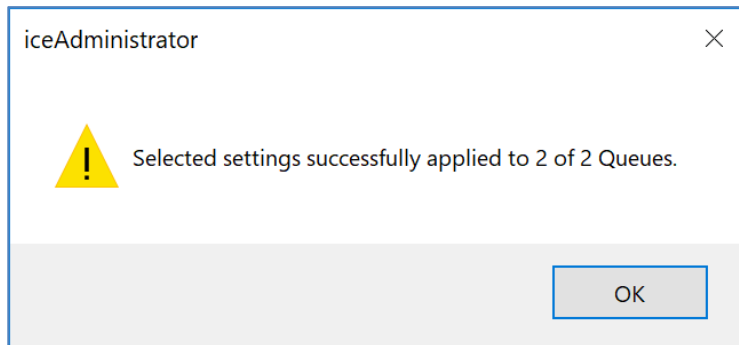 iceAdministrator
Selected settings successfully applied to 2 of 2 Queues.
OK